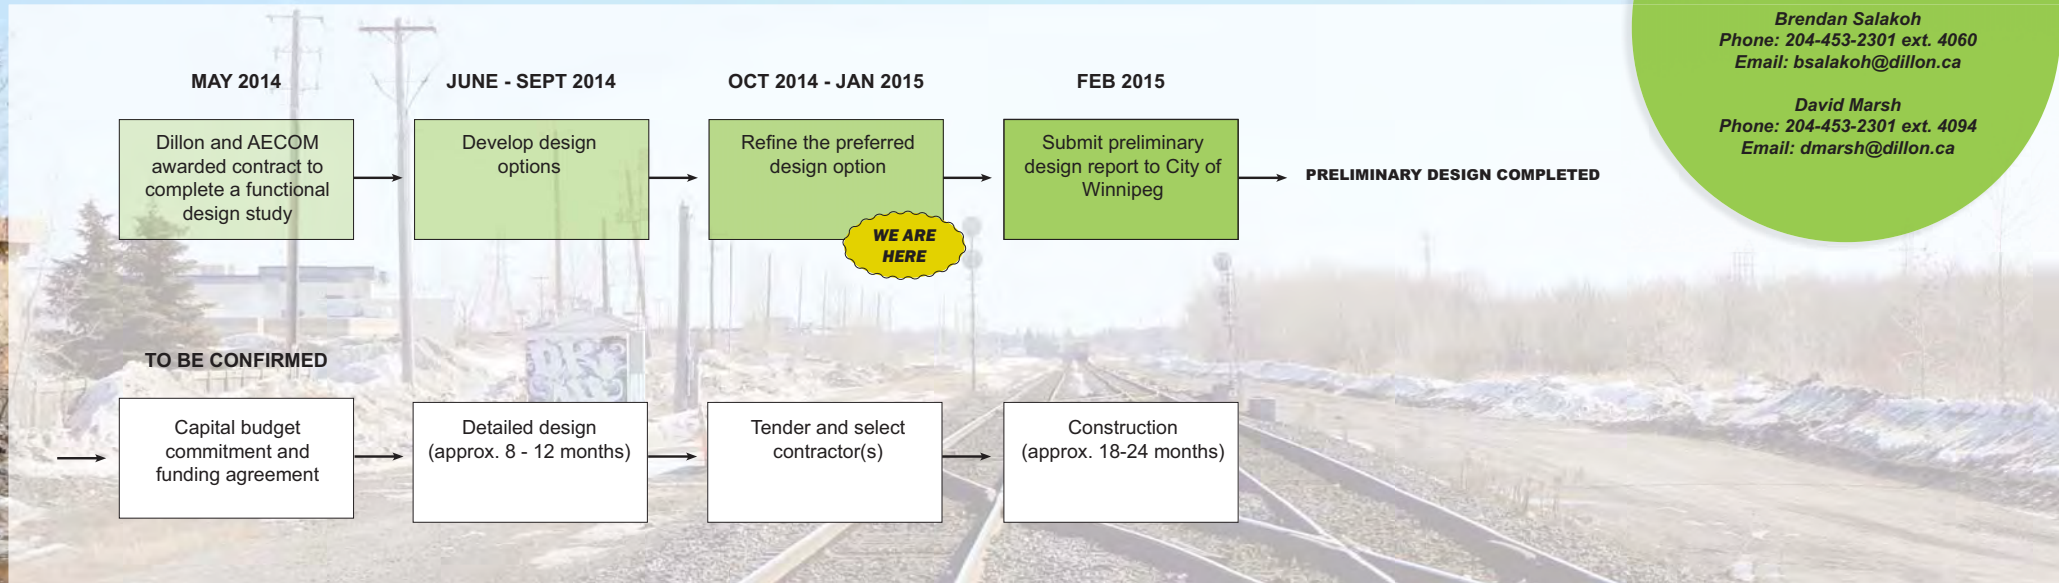 Brendan Salakoh
Phone: 204-453-2301 ext. 4060
Email: bsalakoh@dillon.ca
David Marsh
Phone: 204-453-2301 ext. 4094
Email: dmarsh@dillon.ca
MAY 2014
Dillon and AECOM
awarded contract to
complete a functional
design study
JUNE - SEPT 2014
Develop design
options
OCT 2014 - JAN 2015
Refine the preferred
design option
WE ARE
HERE
FEB 2015
Submit preliminary
design report to City of
Winnipeg
PRELIMINARY DESIGN COMPLETED
TO BE CONFIRMED
Capital budget
commitment and
funding agreement
Detailed design
(approx. 8 - 12 months)
Tender and select
contractor(s)
Construction
(approx. 18-24 months)